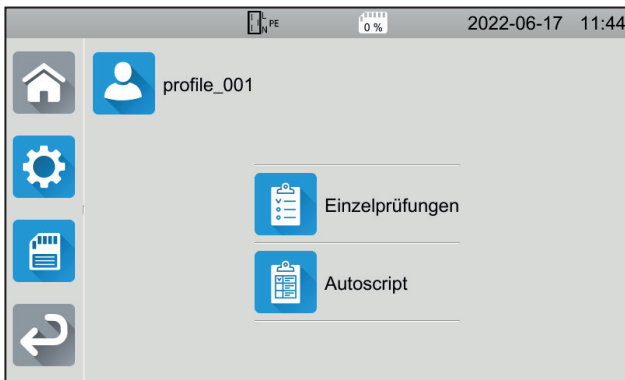 L
N PE
0 %
2022-06-17 11:44
profile_001
Einzelprüfungen
Autoscript